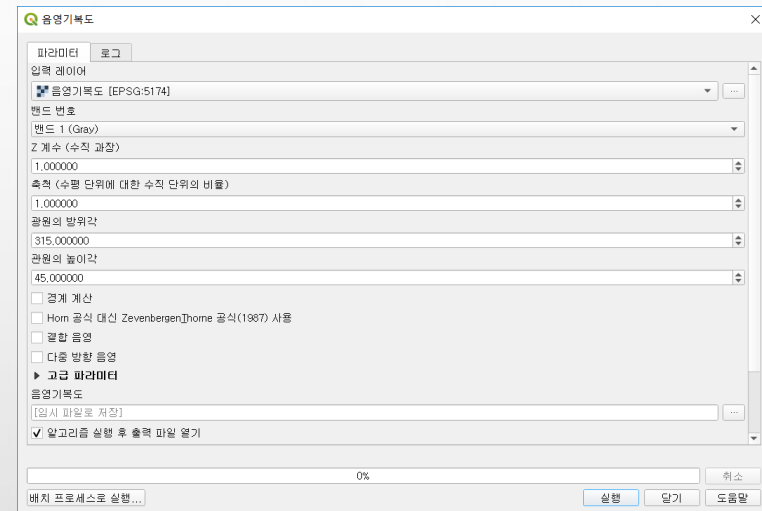 음영기복도
파라미터 로그
입력 레이어
음영기복도 [EPSG:5174]
밴드 번호
밴드 1 (Gray)
Z 계수 (수직 과장)
1,000000
축척 (수평 단위에 대한 수직 단위의 비율)
1,000000
광원의 방위각
315,000000
관원의 높이각
45,000000
경계 계산
Horn 공식 대신 ZevenbergenThorne 공식(1987) 사용
결합 음영
다중 방향 음영
고급 파라미터
음영기복도
[임시 파일로 저장]
알고리즘 실행 후 출력 파일 열기
0% 취소
배치 프로세스로 실행... 실행 닫기 도움말